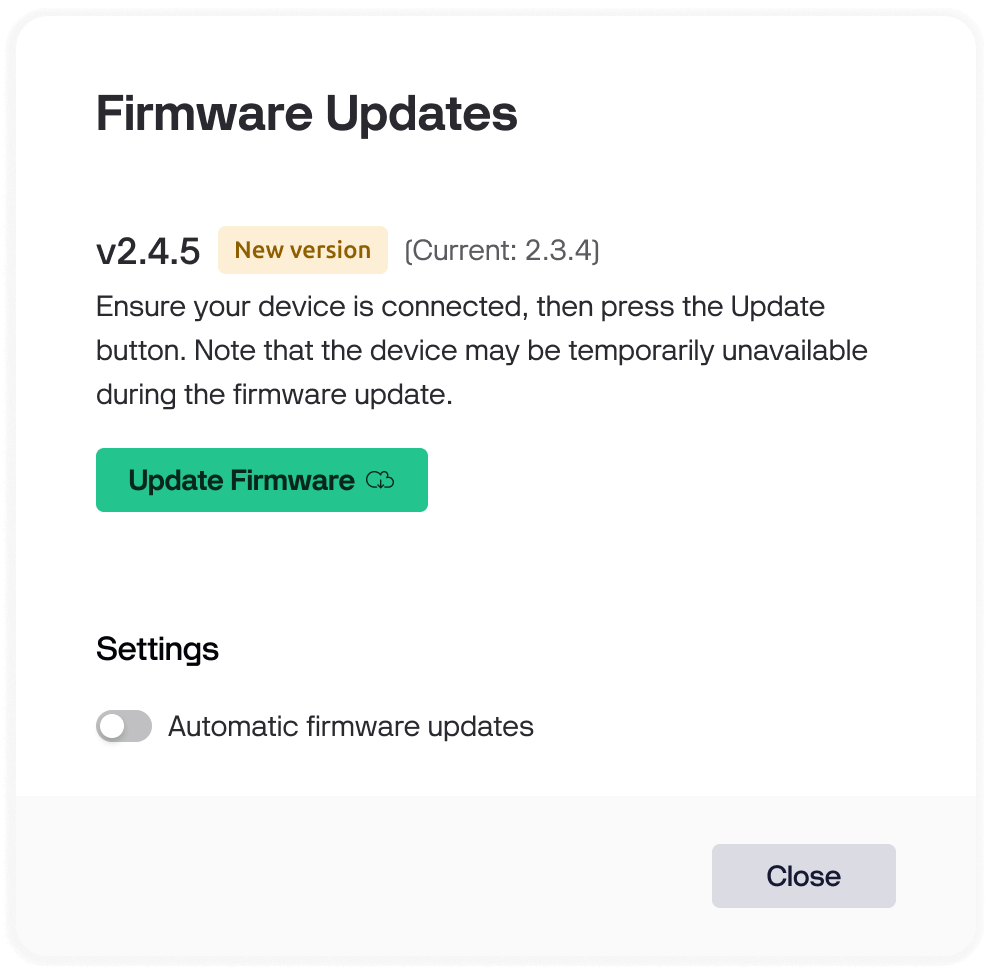 Firmware Updates
v2.4.5 New version (Current: 2.3.4)
Ensure your device is connected, then press the Update
button. Note that the device may be temporarily unavailable
during the firmware update.
Update Firmware
Settings
Automatic firmware updates
Close